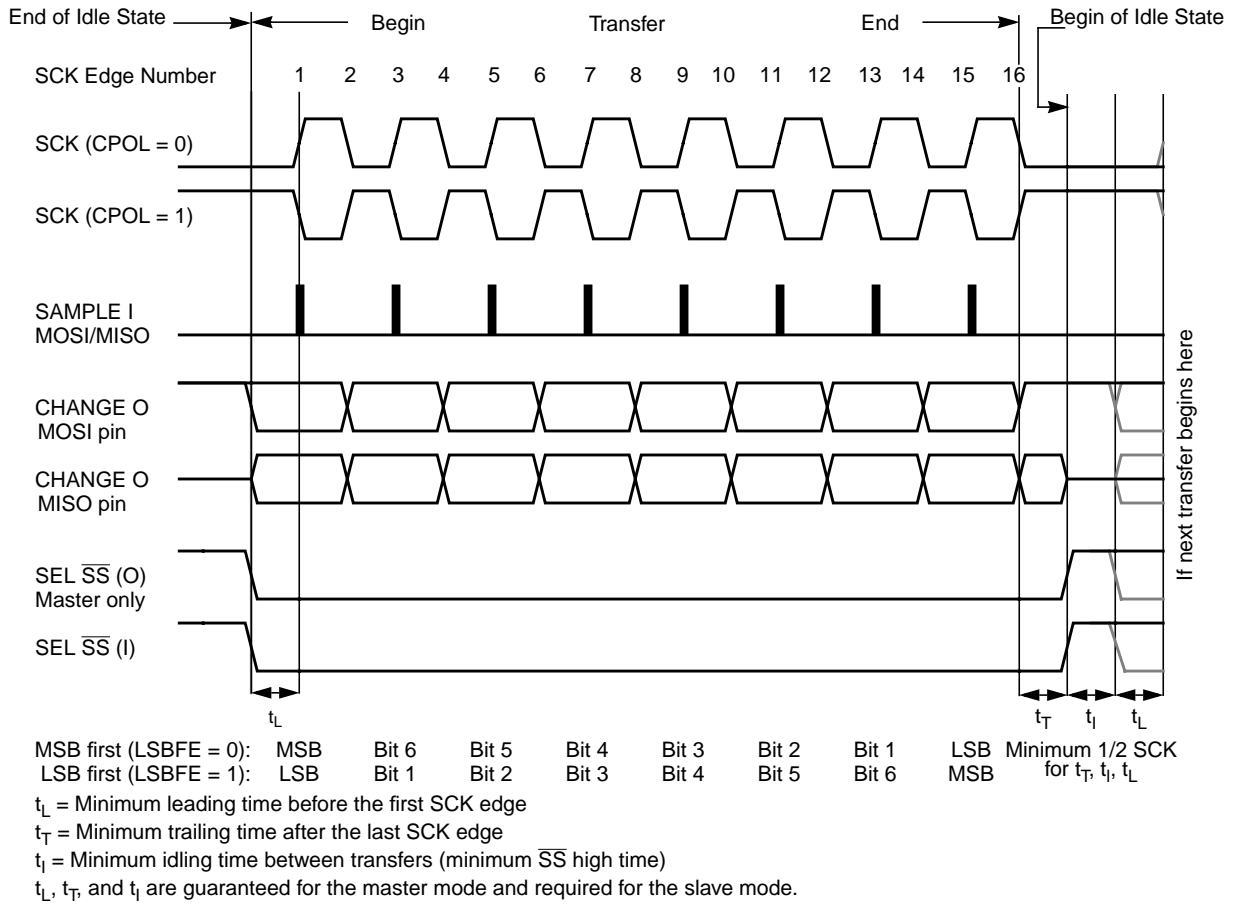 End of Idle State
Begin
Transfer
End
Begin of Idle State
SCK Edge Number
1 2 3 4 5 6 7 8 9 10 11 12 13 14 15 16
SCK (CPOL = 0)
SCK (CPOL = 1)
SAMPLE I
MOSI/MISO
CHANGE O
MOSI pin
CHANGE O
MISO pin
SEL S̅S̅ (O)
Master only
SEL S̅S̅ (I)
If next transfer begins here
tL
tT tI tL
MSB first (LSBFE = 0): MSB Bit 6 Bit 5 Bit 4 Bit 3 Bit 2 Bit 1 LSB
LSB first (LSBFE = 1): LSB Bit 1 Bit 2 Bit 3 Bit 4 Bit 5 Bit 6 MSB
Minimum 1/2 SCK
for tT, tI, tL
tL = Minimum leading time before the first SCK edge
tT = Minimum trailing time after the last SCK edge
tI = Minimum idling time between transfers (minimum S̅S̅ high time)
tL, tT, and tI are guaranteed for the master mode and required for the slave mode.